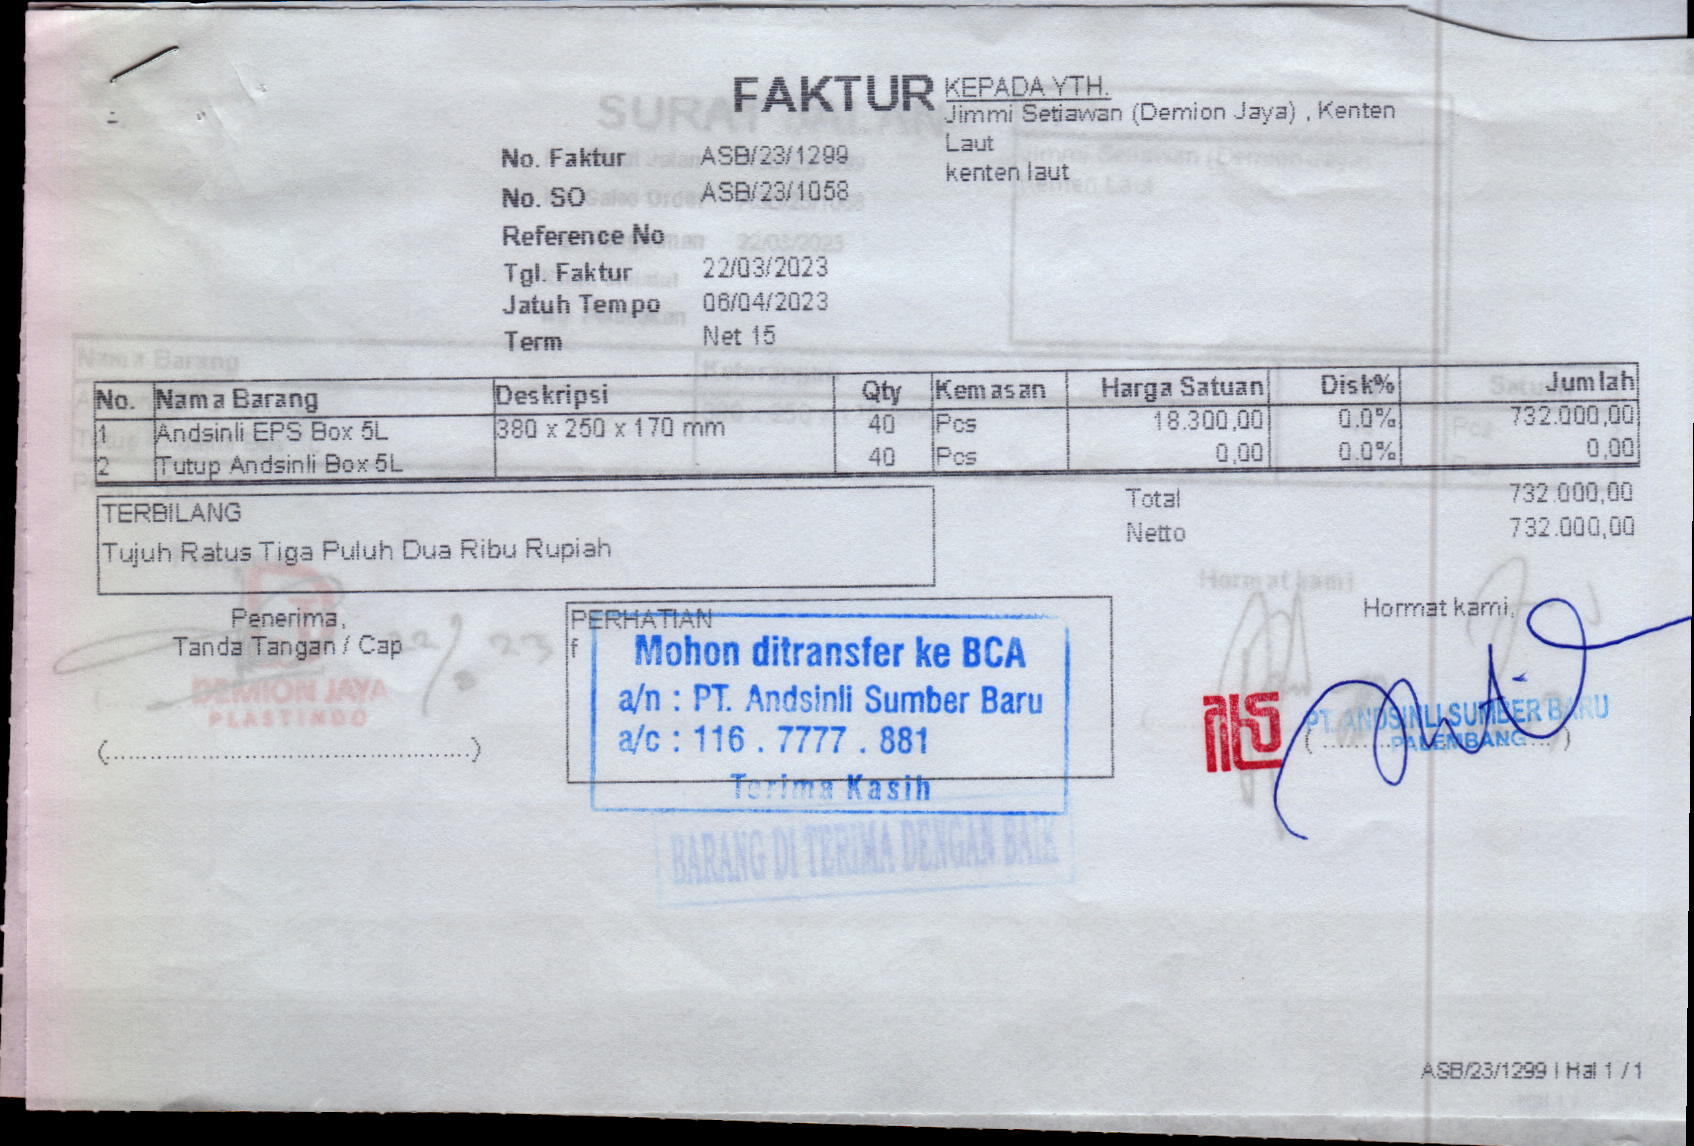 FAKTUR
KEPADA YTH.
Jimmi Setiawan (Demion Jaya) , Kenten
Laut
kenten laut
No. Faktur ASB/23/1299
No. SO ASB/23/1058
Reference No
Tgl. Faktur 22/03/2023
Jatuh Tempo 06/04/2023
Term Net 15
No. Nama Barang Deskripsi Qty Kemasan Harga Satuan Disk% Jumlah
1 Andsinli EPS Box 5L 380 x 250 x 170 mm 40 Pcs 18.300,00 0.0% 732.000,00
2 Tutup Andsinli Box 5L 40 Pcs 0,00 0.0% 0,00
TERBILANG
Tujuh Ratus Tiga Puluh Dua Ribu Rupiah
Total 732.000,00
Netto 732.000,00
Penerima,
Tanda Tangan / Cap
(.............................................)
DEMION JAYA
PLASTINDO
PERHATIAN
f
Mohon ditransfer ke BCA
a/n : PT. Andsinli Sumber Baru
a/c : 116 . 7777 . 881
Terima Kasih
BARANG DI TERIMA DENGAN BAIK
Hormat kami,
PT. ANDSINLI SUMBER BARU
PALEMBANG
ASB/23/1299 | Hal 1 / 1